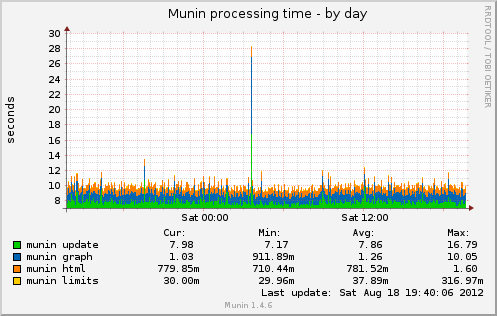 Munin processing time - by day
RRDTOOL / TOBI OETIKER
seconds
30
28
26
24
22
20
18
16
14
12
10
8
Sat 00:00 Sat 12:00
Cur: Min: Avg: Max:
munin update 7.98 7.17 7.86 16.79
munin graph 1.03 911.89m 1.26 10.05
munin html 779.85m 710.44m 781.52m 1.60
munin limits 30.00m 29.96m 37.89m 316.97m
Last update: Sat Aug 18 19:40:06 2012
Munin 1.4.6